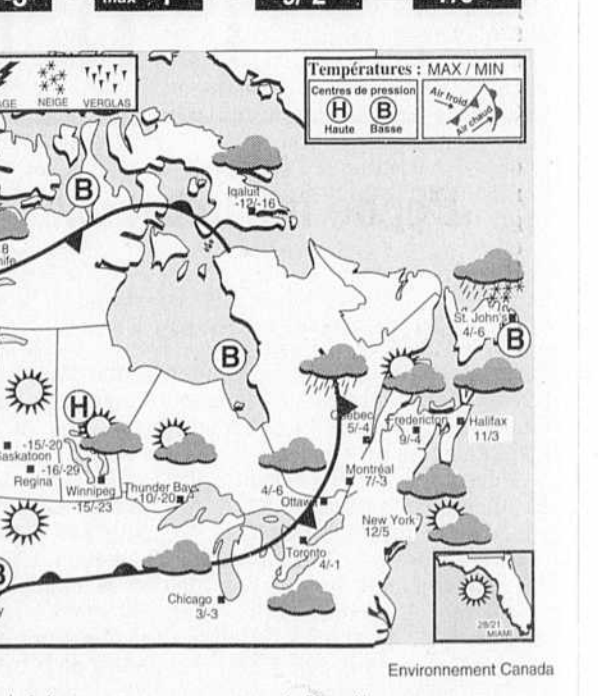 Températures : MAX / MIN
Centres de pression
H
B
Haute
Basse
Air froid
Air chaud
NEIGE
VERGLAS
B
Iqaluit
-12/-16
St. John's
4/-6
B
B
H
-15/-20
Saskatoon
-16/-29
Regina
Winnipeg
-15/-23
Thunder Bay
-10/-20
Québec
5/-4
Fredericton
9/-4
Halifax
11/3
Montréal
7/-3
4/-6
Ottawa
New York
12/5
Toronto
4/-1
Chicago
3/-3
28/21
MIAMI
Environnement Canada